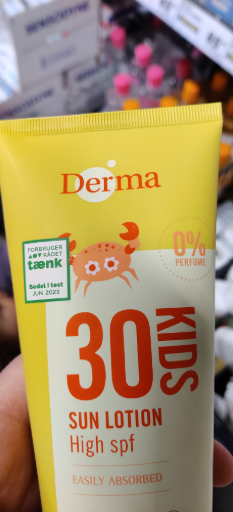 Derma
FORBRUGER
RÅDET
tænk
Bedst i test
JUN. 2023
0%
PERFUME
30
KIDS
SUN LOTION
High spf
EASILY ABSORBED